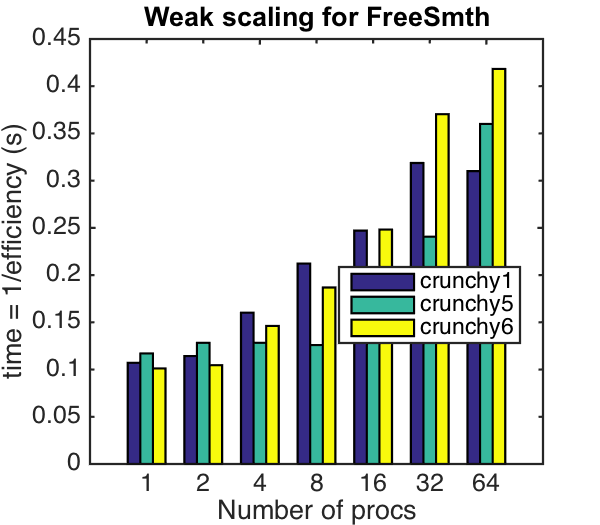 Weak scaling for FreeSmth
time = 1/efficiency (s)
0.45
0.4
0.35
0.3
0.25
0.2
0.15
0.1
0.05
0
crunchy1
crunchy5
crunchy6
1 2 4 8 16 32 64
Number of procs